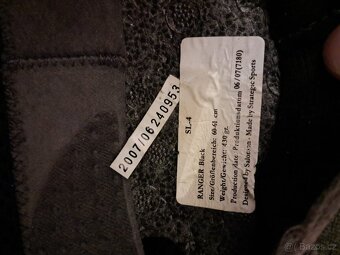 2007/06240953
SL-4
RANGER Black
Size/Größenbereich: 60-61 cm
Weight/Gewicht: 430 gr.
Production date /Produktionsdatum 06/07(7180)
Designed by Salomon - Made by Strategic Sports